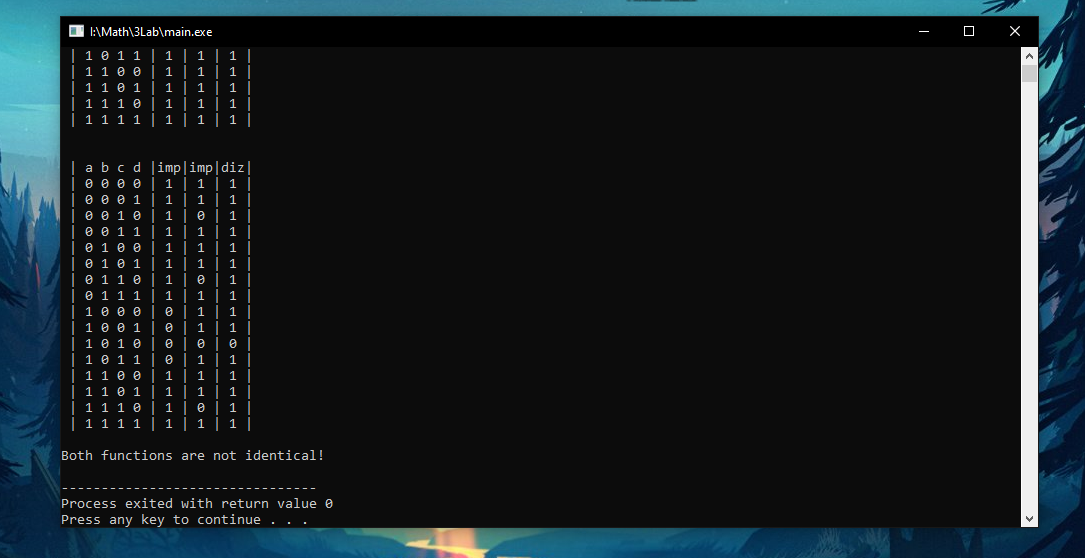 I:\Math\3Lab\main.exe
| 1 0 1 1 | 1 | 1 | 1 |
| 1 1 0 0 | 1 | 1 | 1 |
| 1 1 0 1 | 1 | 1 | 1 |
| 1 1 1 0 | 1 | 1 | 1 |
| 1 1 1 1 | 1 | 1 | 1 |
| a b c d |imp|imp|diz|
| 0 0 0 0 | 1 | 1 | 1 |
| 0 0 0 1 | 1 | 1 | 1 |
| 0 0 1 0 | 1 | 0 | 1 |
| 0 0 1 1 | 1 | 1 | 1 |
| 0 1 0 0 | 1 | 1 | 1 |
| 0 1 0 1 | 1 | 1 | 1 |
| 0 1 1 0 | 1 | 0 | 1 |
| 0 1 1 1 | 1 | 1 | 1 |
| 1 0 0 0 | 0 | 1 | 1 |
| 1 0 0 1 | 0 | 1 | 1 |
| 1 0 1 0 | 0 | 0 | 0 |
| 1 0 1 1 | 0 | 1 | 1 |
| 1 1 0 0 | 1 | 1 | 1 |
| 1 1 0 1 | 1 | 1 | 1 |
| 1 1 1 0 | 1 | 0 | 1 |
| 1 1 1 1 | 1 | 1 | 1 |
Both functions are not identical!
--------------------------------
Process exited with return value 0
Press any key to continue . . .